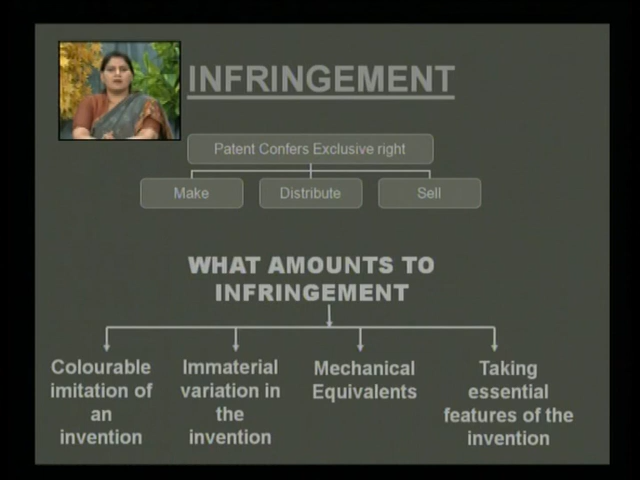 INFRINGEMENT
Patent Confers Exclusive right
Make
Distribute
Sell
WHAT AMOUNTS TO
INFRINGEMENT
Colourable
imitation of
an
invention
Immaterial
variation in
the
invention
Mechanical
Equivalents
Taking
essential
features of the
invention